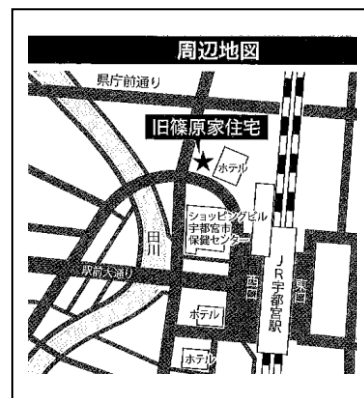 周辺地図
県庁前通り
旧篠原家住宅
ホテル
ショッピングビル
宇都宮市
保健センター
田川
駅前大通り
西口
JR宇都宮駅
東口
ホテル
ホテル